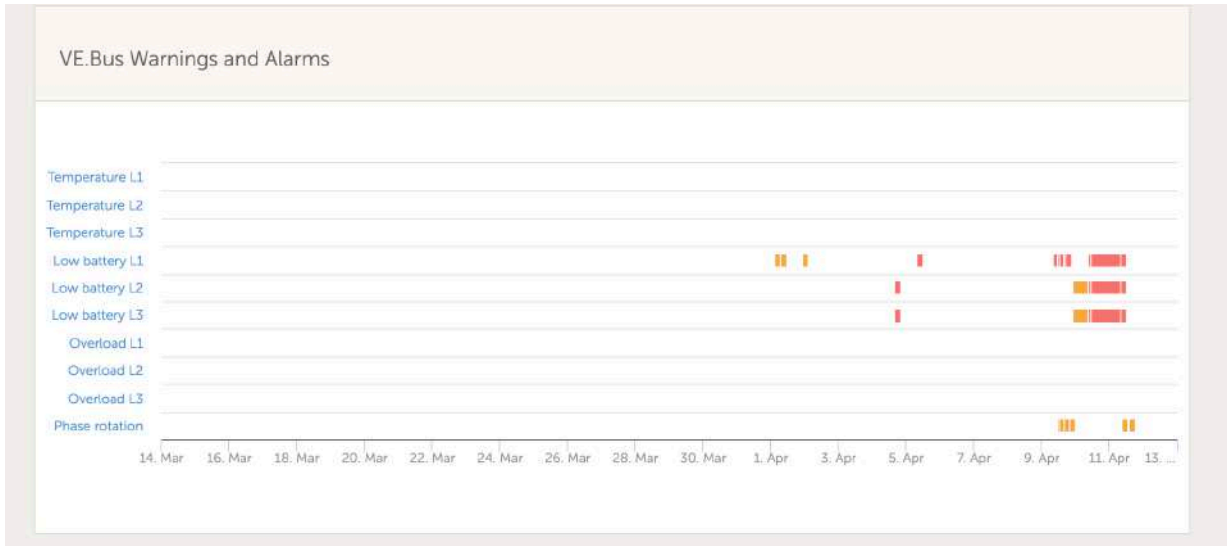 VE.Bus Warnings and Alarms
Temperature L1
Temperature L2
Temperature L3
Low battery L1
Low battery L2
Low battery L3
Overload L1
Overload L2
Overload L3
Phase rotation
14. Mar 16. Mar 18. Mar 20. Mar 22. Mar 24. Mar 26. Mar 28. Mar 30. Mar 1. Apr 3. Apr 5. Apr 7. Apr 9. Apr 11. Apr 13. ...